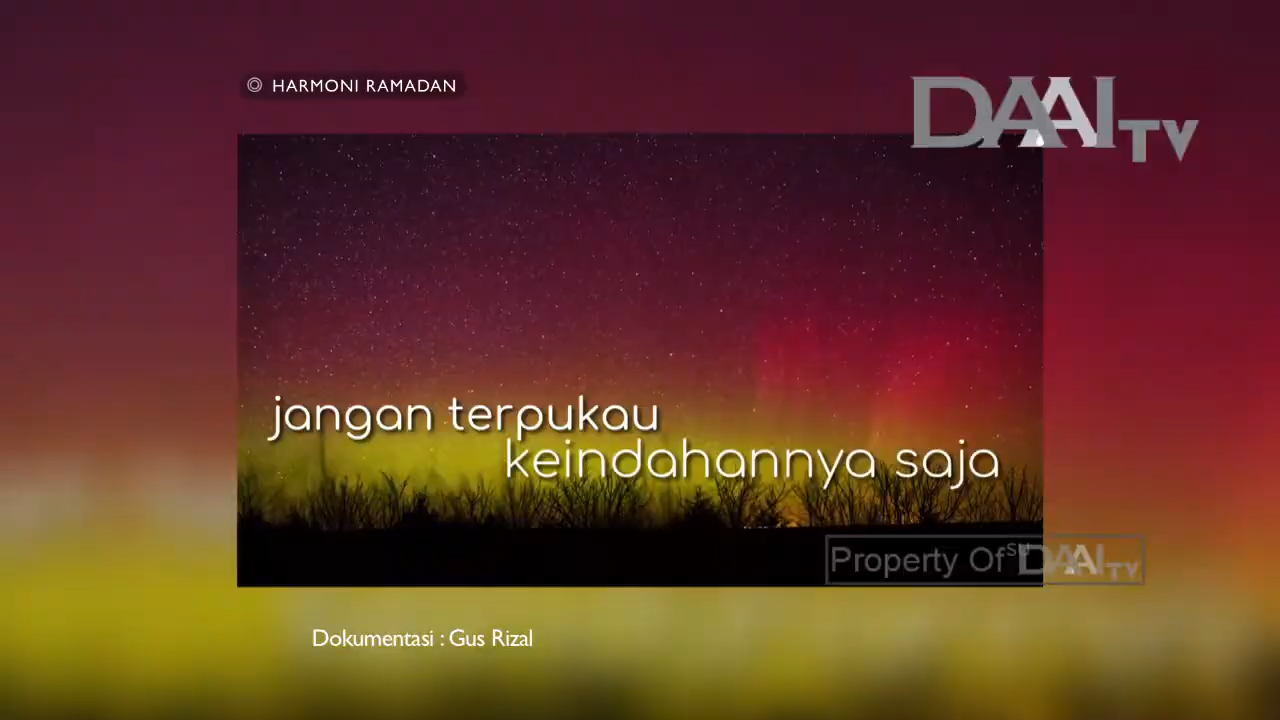 HARMONI RAMADAN
DAAI TV
jangan terpukau
keindahannya saja
Property Of DAAI TV
Dokumentasi : Gus Rizal